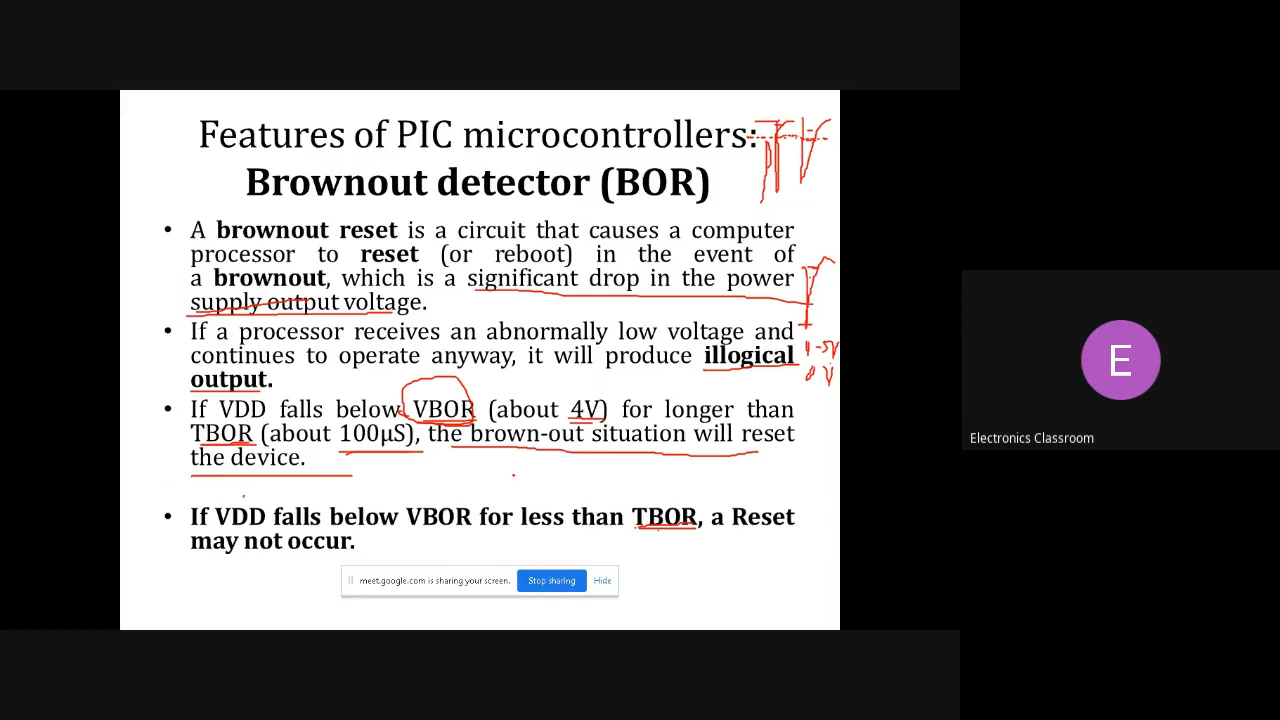 Features of PIC microcontrollers:
Brownout detector (BOR)
• A brownout reset is a circuit that causes a computer
processor to reset (or reboot) in the event of
a brownout, which is a significant drop in the power
supply output voltage.
• If a processor receives an abnormally low voltage and
continues to operate anyway, it will produce illogical
output.
• If VDD falls below VBOR (about 4V) for longer than
TBOR (about 100µS), the brown-out situation will reset
the device.
• If VDD falls below VBOR for less than TBOR, a Reset
may not occur.
meet.google.com is sharing your screen. Stop sharing Hide
E
Electronics Classroom